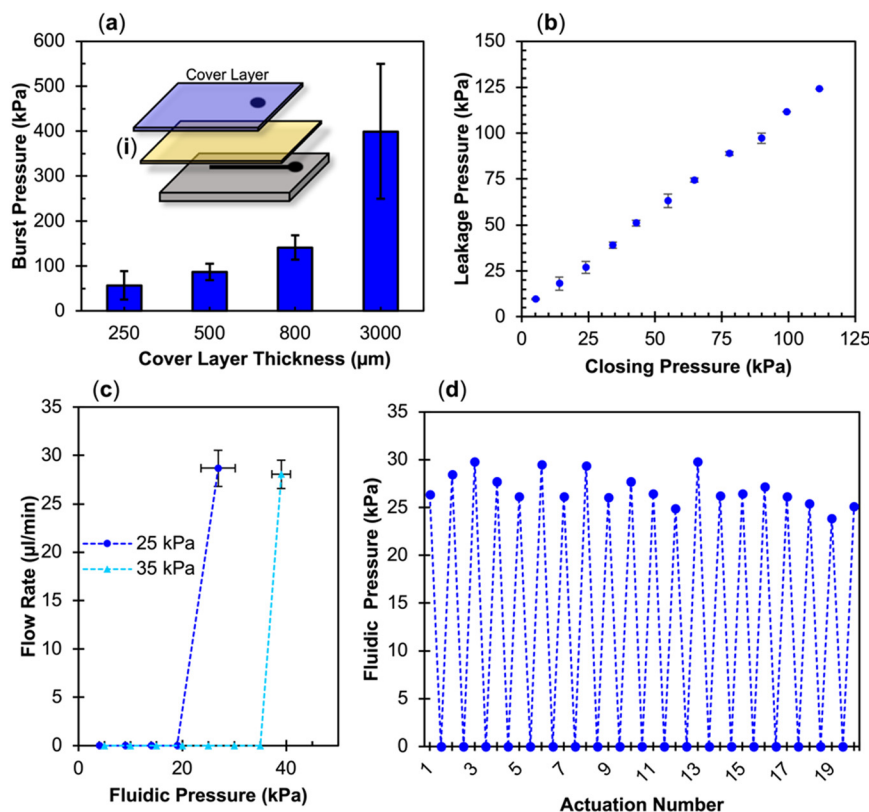 (a)
600
500
400
300
200
100
0
Burst Pressure (kPa)
Cover Layer
(i)
250 500 800 3000
Cover Layer Thickness (µm)
(b)
150
125
100
75
50
25
0
Leakage Pressure (kPa)
0 25 50 75 100 125
Closing Pressure (kPa)
(c)
35
30
25
20
15
10
5
0
Flow Rate (µl/min)
25 kPa
35 kPa
0 20 40
Fluidic Pressure (kPa)
(d)
35
30
25
20
15
10
5
0
Fluidic Pressure (kPa)
1 3 5 7 9 11 13 15 17 19
Actuation Number